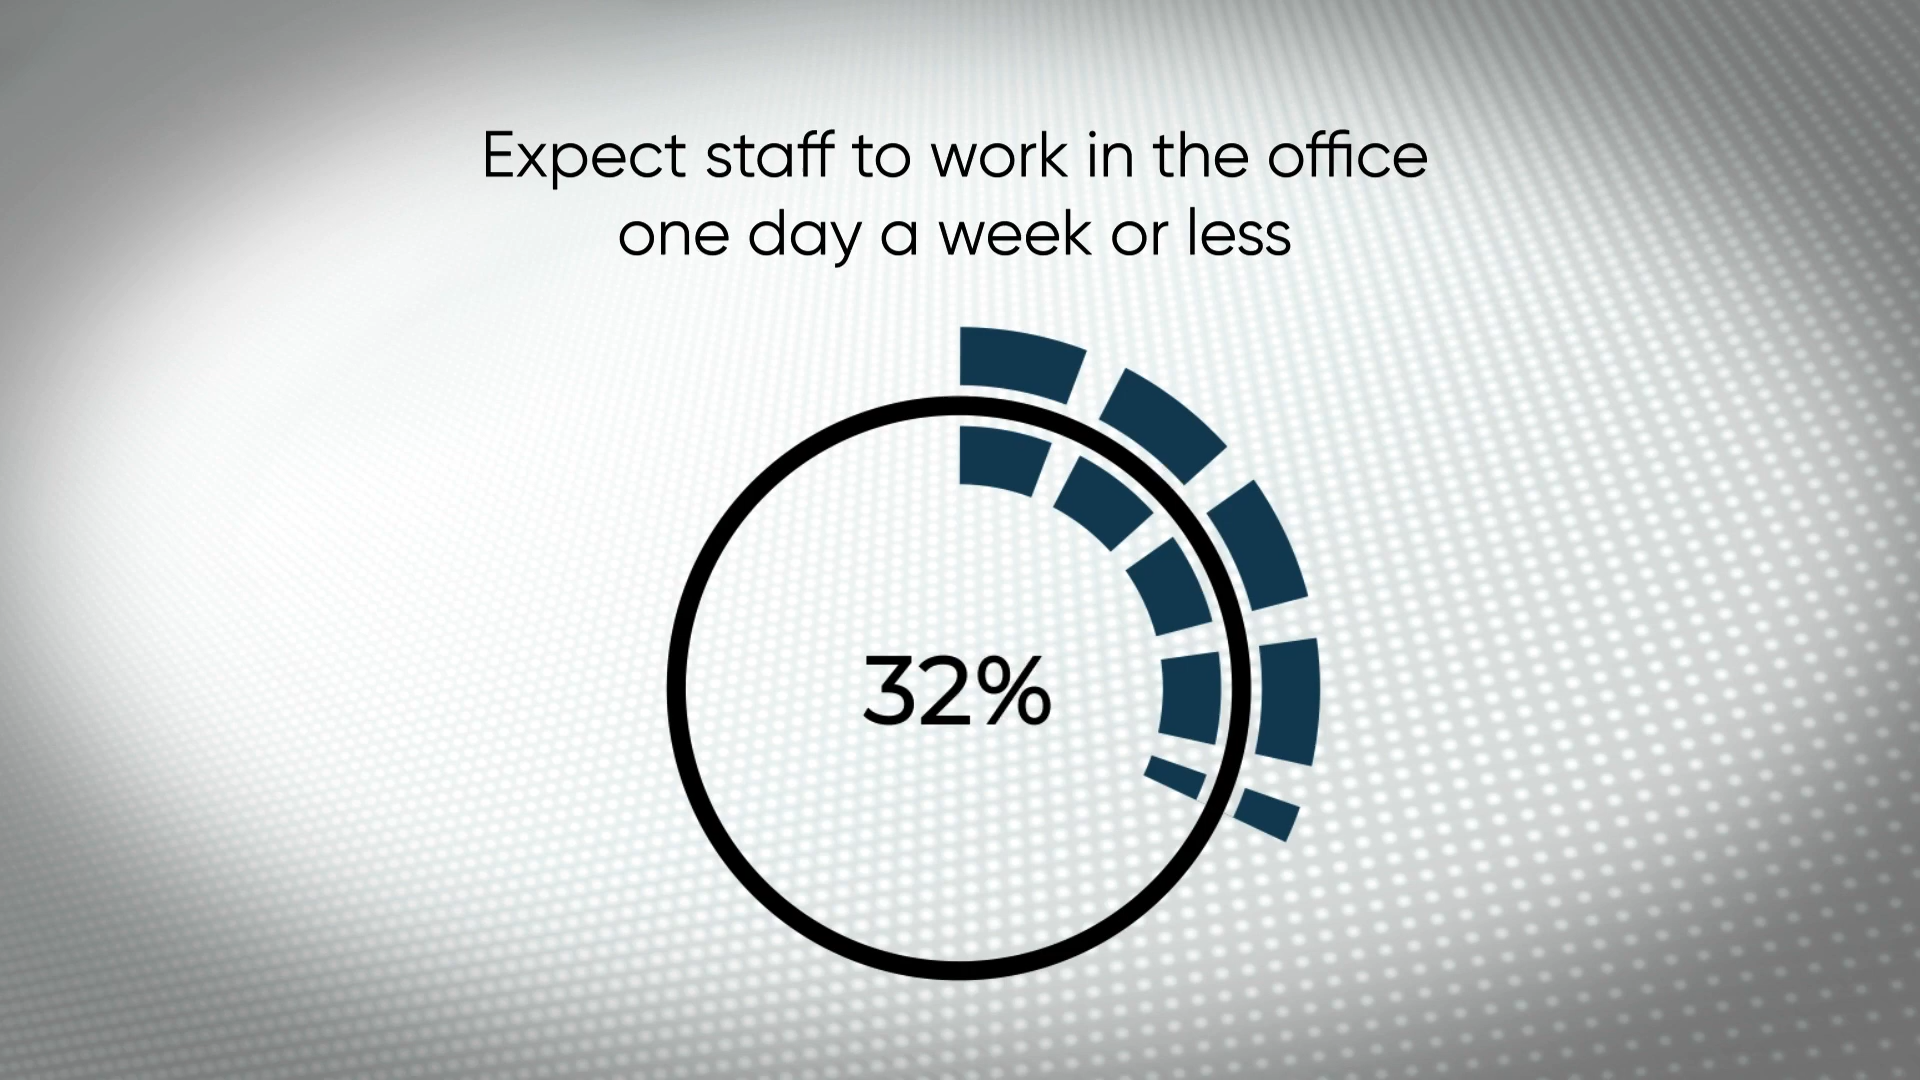 Expect staff to work in the office
one day a week or less
32%